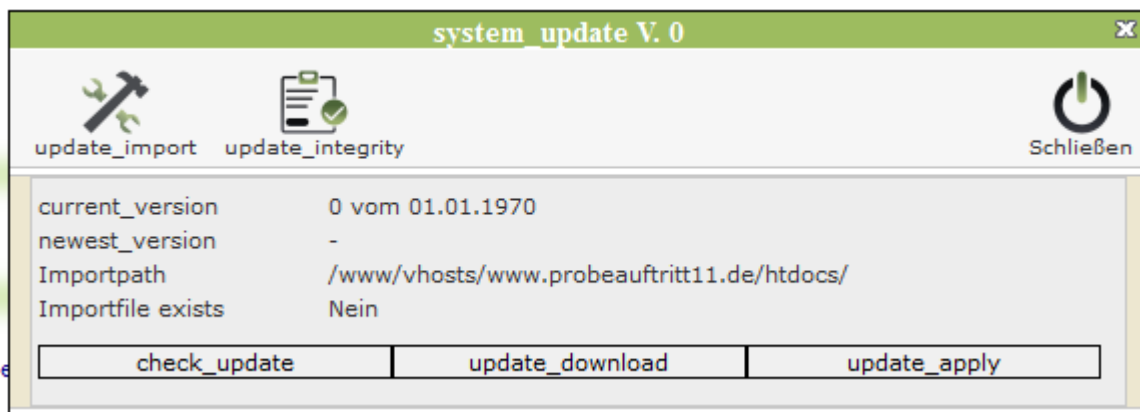 system_update V. 0
update_import update_integrity Schließen
current_version 0 vom 01.01.1970
newest_version -
Importpath /www/vhosts/www.probeauftritt11.de/htdocs/
Importfile exists Nein
check_update update_download update_apply